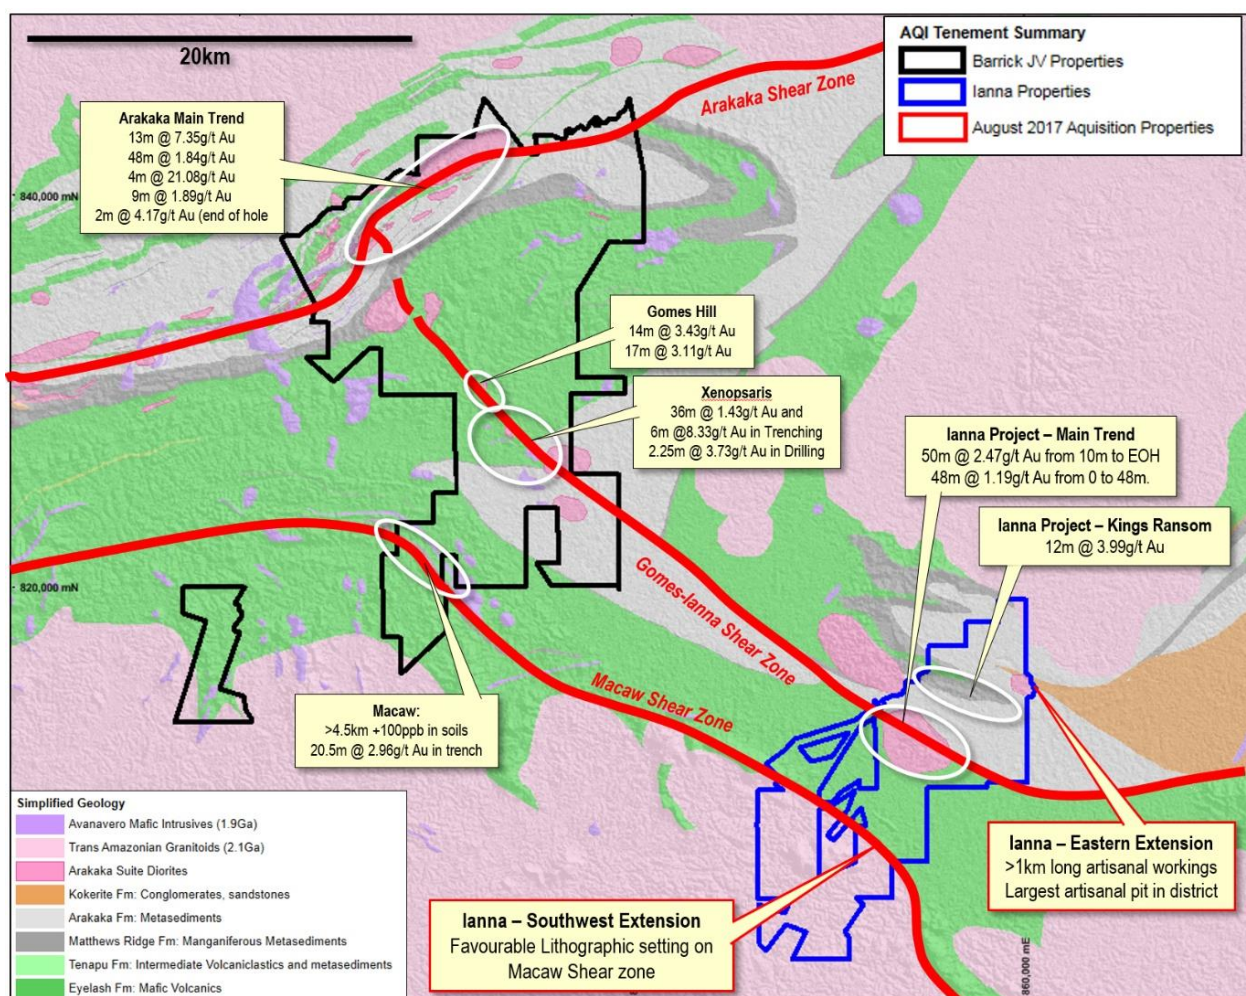 20km
AQI Tenement Summary
Barrick JV Properties
Ianna Properties
August 2017 Aquisition Properties
Arakaka Shear Zone
Arakaka Main Trend
13m @ 7.35g/t Au
48m @ 1.84g/t Au
4m @ 21.08g/t Au
9m @ 1.89g/t Au
2m @ 4.17g/t Au (end of hole
840,000 mN
Gomes Hill
14m @ 3.43g/t Au
17m @ 3.11g/t Au
Xenopsaris
36m @ 1.43g/t Au and
6m @8.33g/t Au in Trenching
2.25m @ 3.73g/t Au in Drilling
Ianna Project – Main Trend
50m @ 2.47g/t Au from 10m to EOH
48m @ 1.19g/t Au from 0 to 48m.
Ianna Project – Kings Ransom
12m @ 3.99g/t Au
820,000 mN
Gomes-Ianna Shear Zone
Macaw Shear Zone
Macaw:
>4.5km +100ppb in soils
20.5m @ 2.96g/t Au in trench
Ianna – Eastern Extension
>1km long artisanal workings
Largest artisanal pit in district
Ianna – Southwest Extension
Favourable Lithographic setting on
Macaw Shear zone
860,000 mE
Simplified Geology
Avanavero Mafic Intrusives (1.9Ga)
Trans Amazonian Granitoids (2.1Ga)
Arakaka Suite Diorites
Kokerite Fm: Conglomerates, sandstones
Arakaka Fm: Metasediments
Matthews Ridge Fm: Manganiferous Metasediments
Tenapu Fm: Intermediate Volcaniclastics and metasediments
Eyelash Fm: Mafic Volcanics